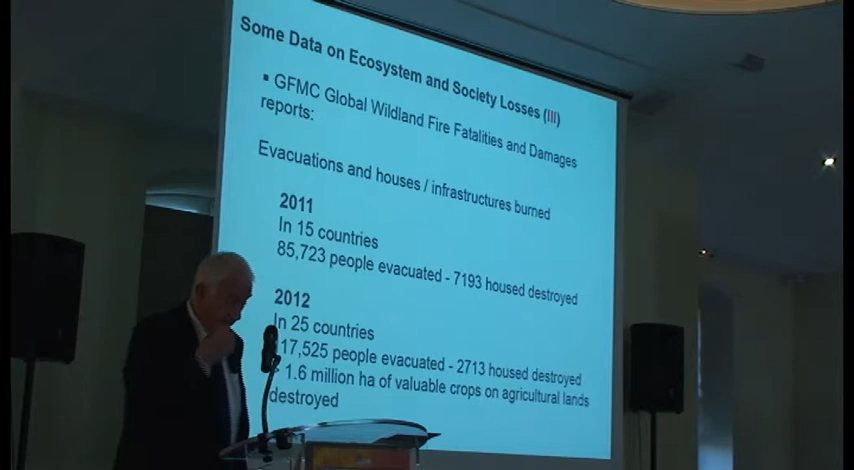 Some Data on Ecosystem and Society Losses (III)
▪ GFMC Global Wildland Fire Fatalities and Damages
reports:
Evacuations and houses / infrastructures burned
2011
In 15 countries
85,723 people evacuated - 7193 housed destroyed
2012
In 25 countries
17,525 people evacuated - 2713 housed destroyed
1.6 million ha of valuable crops on agricultural lands
destroyed)